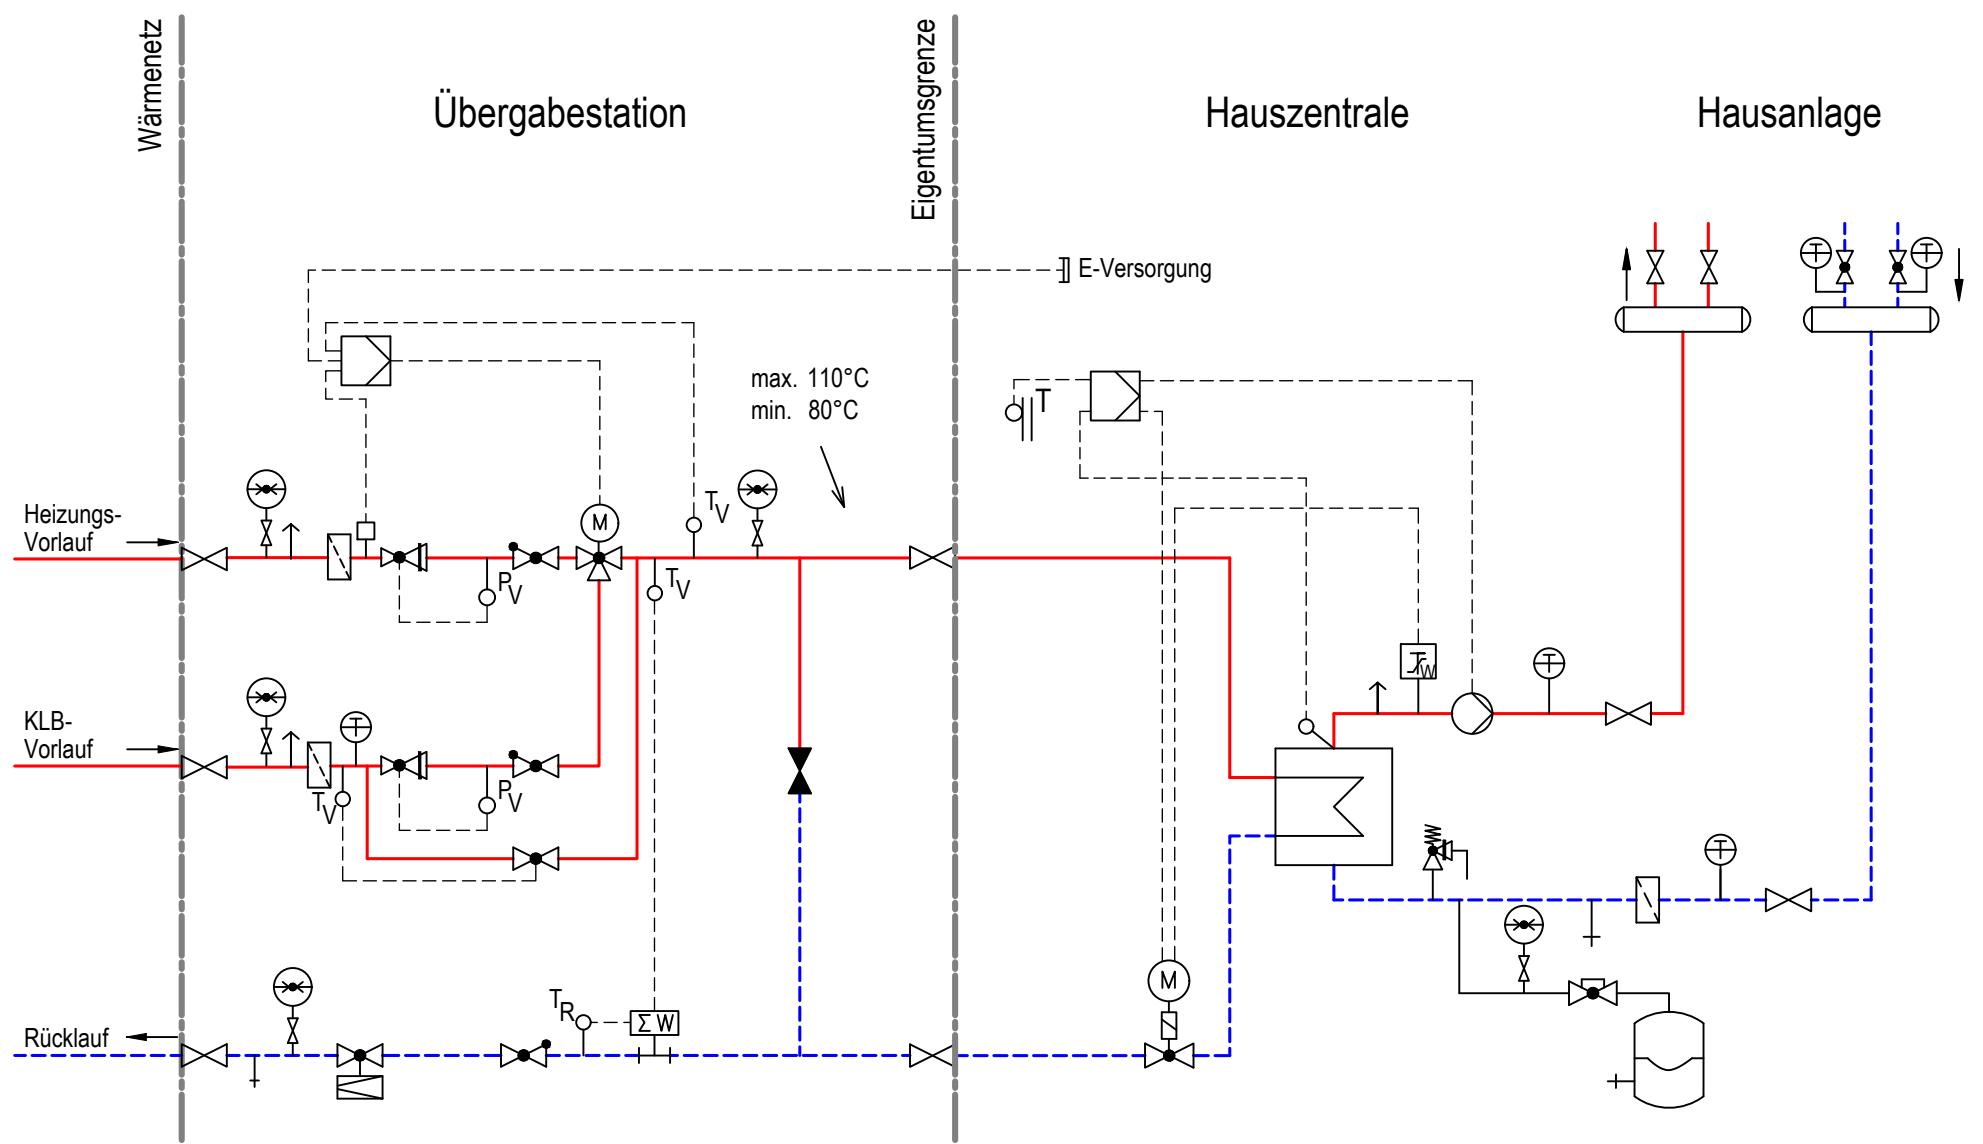 Wärmenetz
Übergabestation
Eigentumsgrenze
Hauszentrale
Hausanlage
E-Versorgung
max. 110°C
min. 80°C
T
T
T
Heizungs-
Vorlauf
M
TV
PV
TV
KLB-
Vorlauf
T
TV
PV
TW
T
T
M
Rücklauf
TR
Σ W